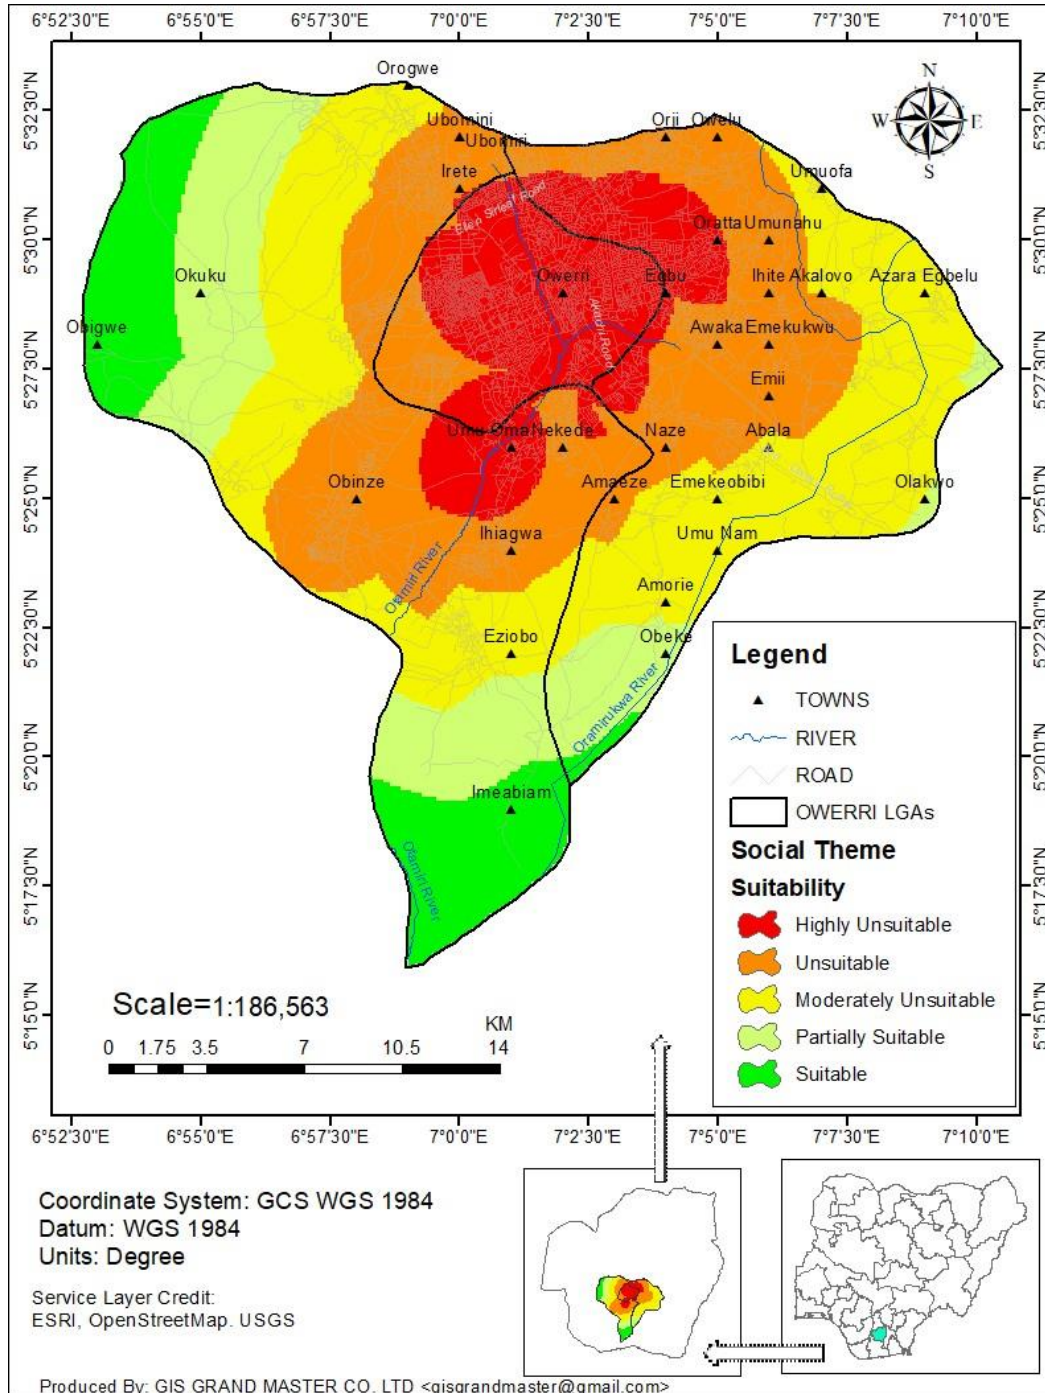 6°52'30"E 6°55'0"E 6°57'30"E 7°0'0"E 7°2'30"E 7°5'0"E 7°7'30"E 7°10'0"E
5°32'30"N 5°32'30"N
5°30'0"N 5°30'0"N
5°27'30"N 5°27'30"N
5°25'0"N 5°25'0"N
5°22'30"N 5°22'30"N
5°20'0"N 5°20'0"N
5°17'30"N 5°17'30"N
5°15'0"N 5°15'0"N
N
W E
S
Orogwe
Ubomini Orji Owelu
Ubomiri
Irete Umuofa
Ellen Sirleaf Road
Oratta Umunahu
Okuku Owerri Egbu Ihite Akalovo Azara Egbelu
Akachi Road
Obigwe Awaka Emekukwu
Emii
Umu Oma Nekede Naze Abala
Obinze Amaeze Emekeobibi Olakwo
Ihiagwa Umu Nam
Otamiri River
Amorie
Eziobo Obeke
Oramirukwa River
Imeabiam
Otamiri River
Legend
TOWNS
RIVER
ROAD
OWERRI LGAs
Social Theme
Suitability
Highly Unsuitable
Unsuitable
Moderately Unsuitable
Partially Suitable
Suitable
Scale=1:186,563
KM
0 1.75 3.5 7 10.5 14
6°52'30"E 6°55'0"E 6°57'30"E 7°0'0"E 7°2'30"E 7°5'0"E 7°7'30"E 7°10'0"E
Coordinate System: GCS WGS 1984
Datum: WGS 1984
Units: Degree
Service Layer Credit:
ESRI, OpenStreetMap. USGS
Produced By: GIS GRAND MASTER CO. LTD <gisgrandmaster@gmail.com>